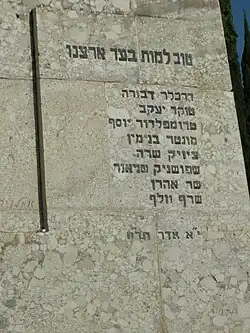 טוב למות בעד ארצנו
דרכלר דבורה
טוקר יעקב
טרומפלדור יוסף
מונטר בנימין
ציזיק שרה
שפושניק שניאור
שר אהרן
שרף וולף
י״א אדר תר״פ